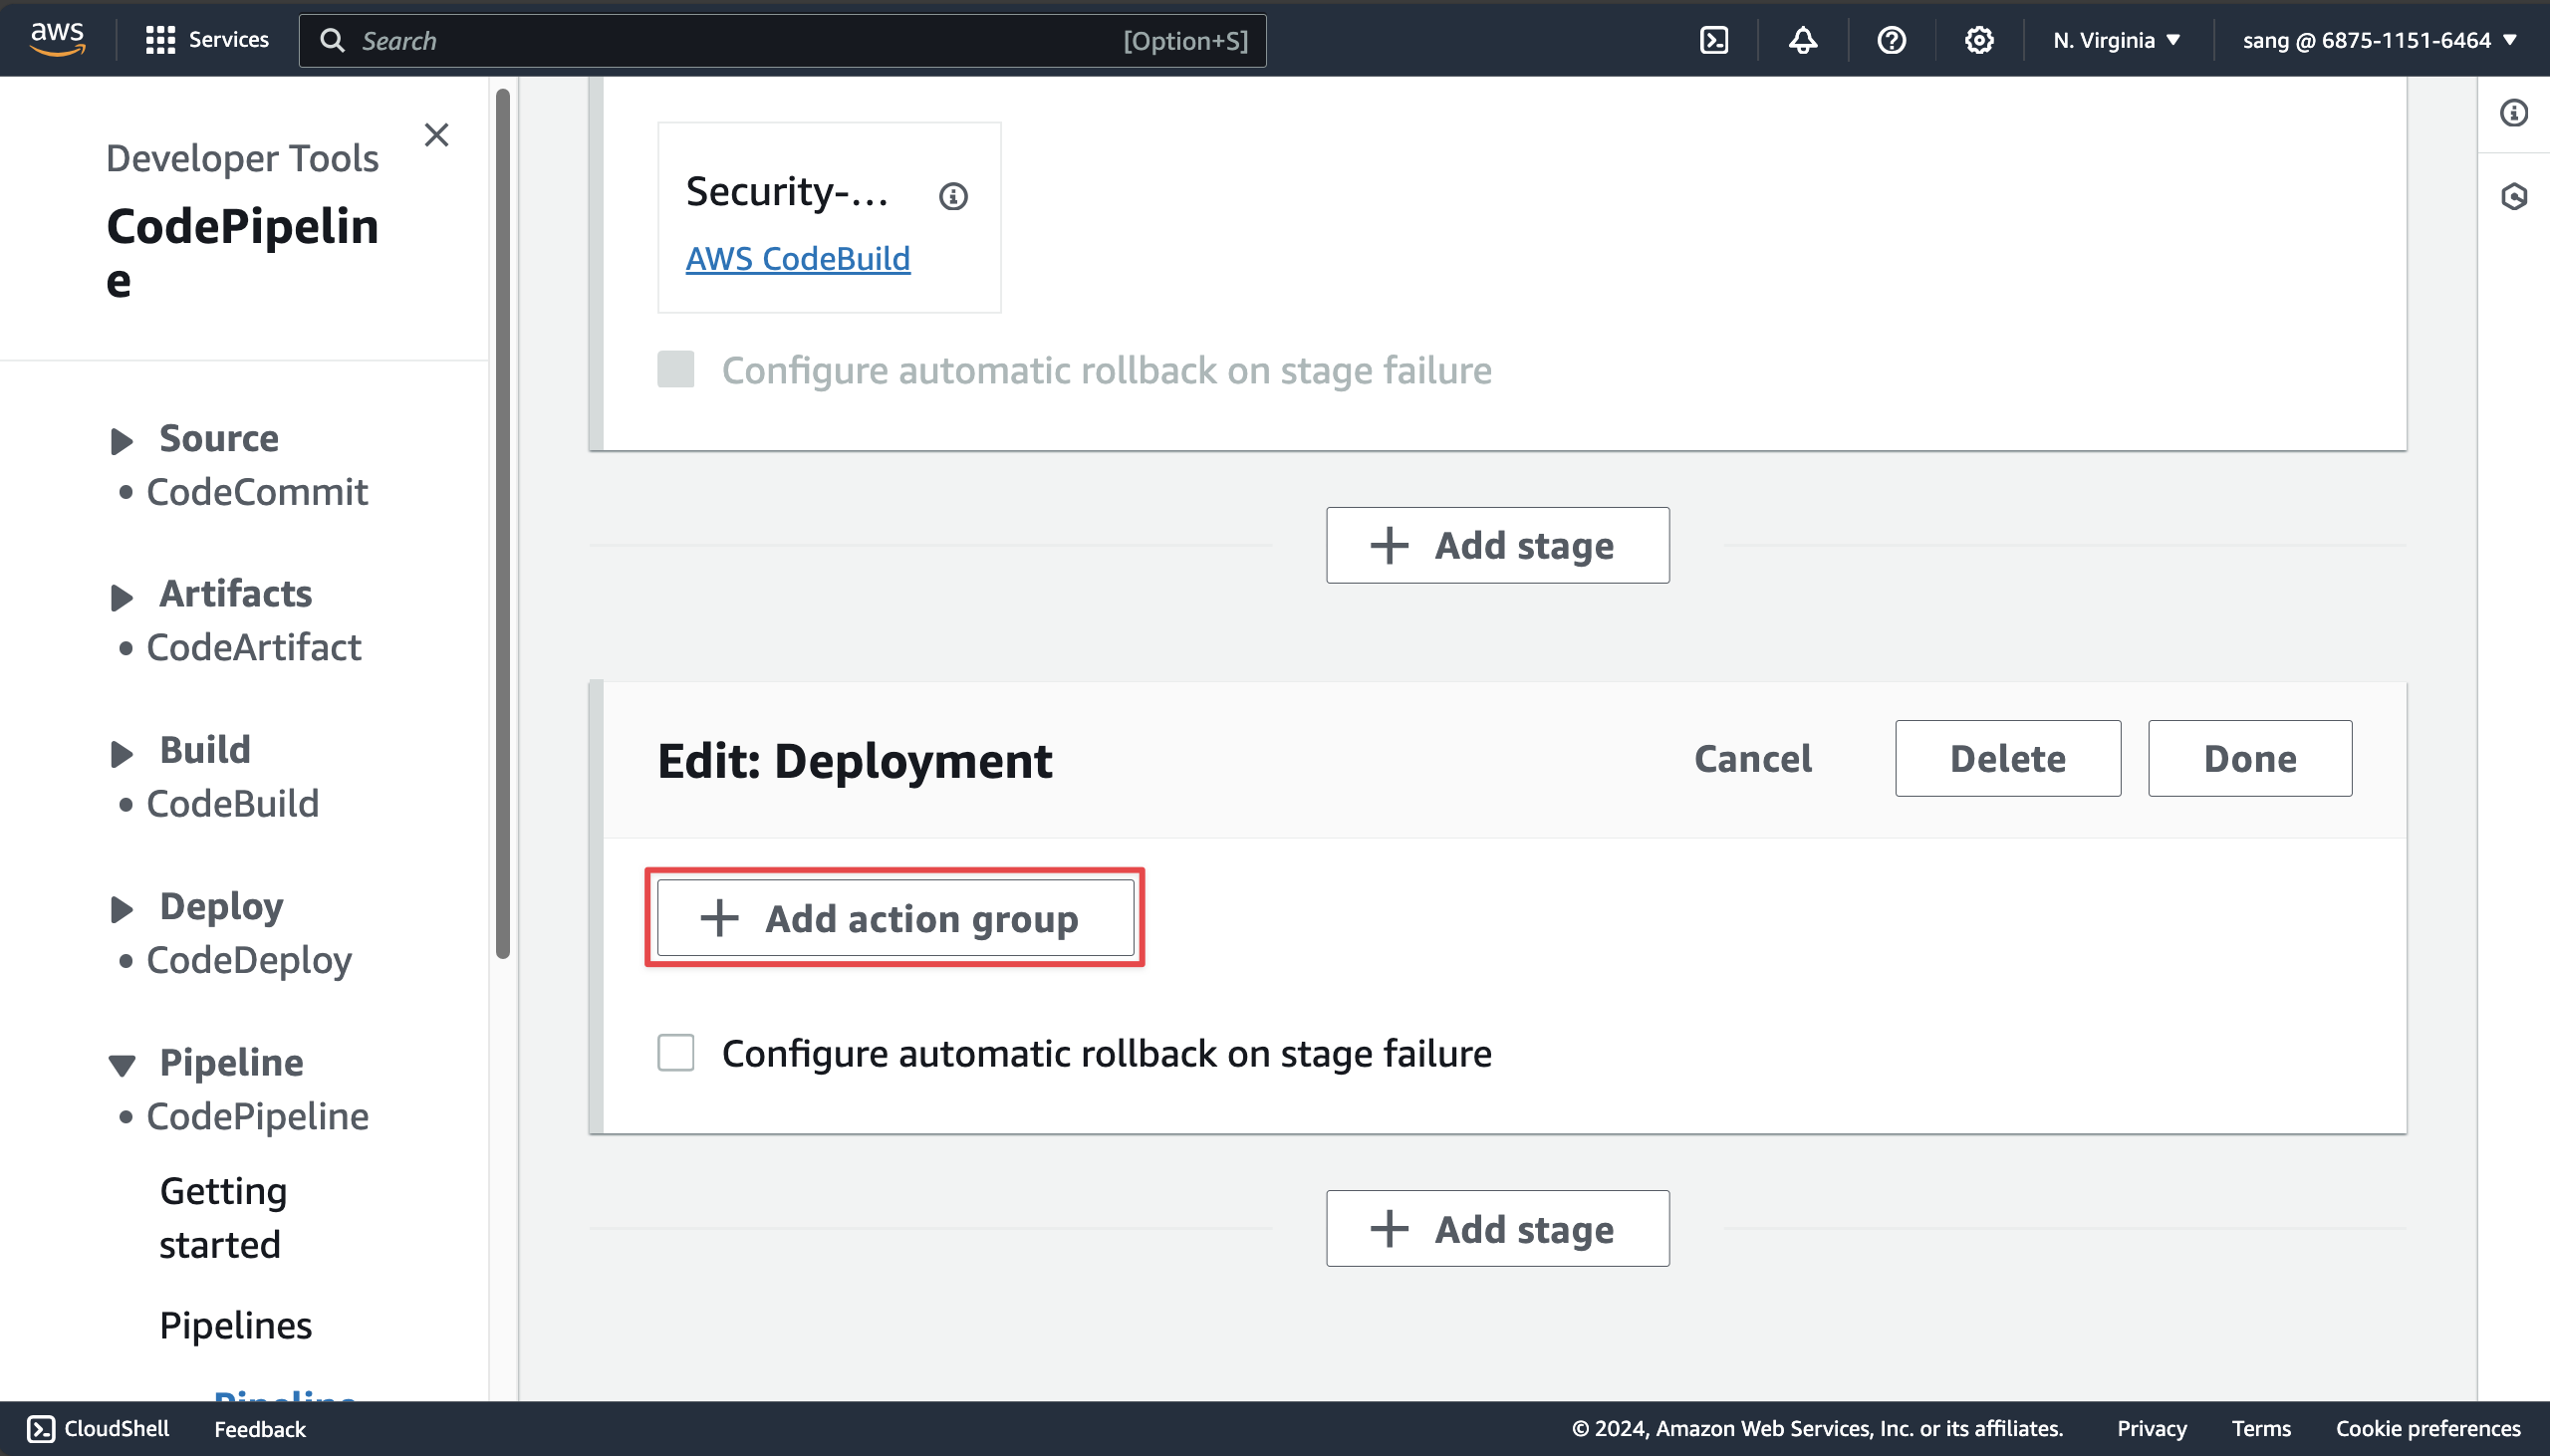 aws
Services
Search
[Option+S]
N. Virginia
sang @ 6875-1151-6464
Developer Tools
CodePipelin
e
Source
• CodeCommit
Artifacts
• CodeArtifact
Build
• CodeBuild
Deploy
• CodeDeploy
Pipeline
• CodePipeline
Getting
started
Pipelines
Pipeline
Security-...
AWS CodeBuild
Configure automatic rollback on stage failure
+ Add stage
Edit: Deployment
Cancel
Delete
Done
+ Add action group
Configure automatic rollback on stage failure
+ Add stage
CloudShell
Feedback
© 2024, Amazon Web Services, Inc. or its affiliates.
Privacy
Terms
Cookie preferences